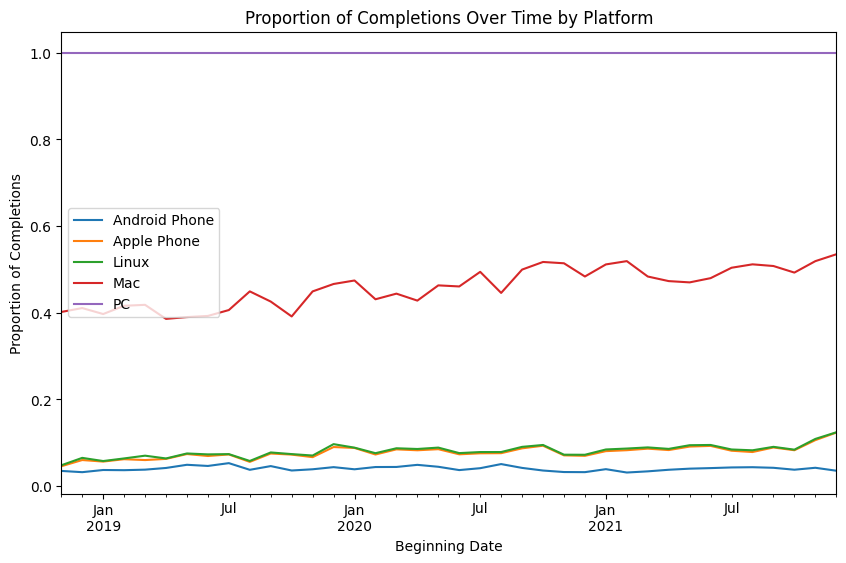 Proportion of Completions Over Time by Platform
Proportion of Completions
1.0
0.8
0.6
0.4
0.2
0.0
Android Phone
Apple Phone
Linux
Mac
PC
Jan
2019
Jul
Jan
2020
Jul
Jan
2021
Jul
Beginning Date